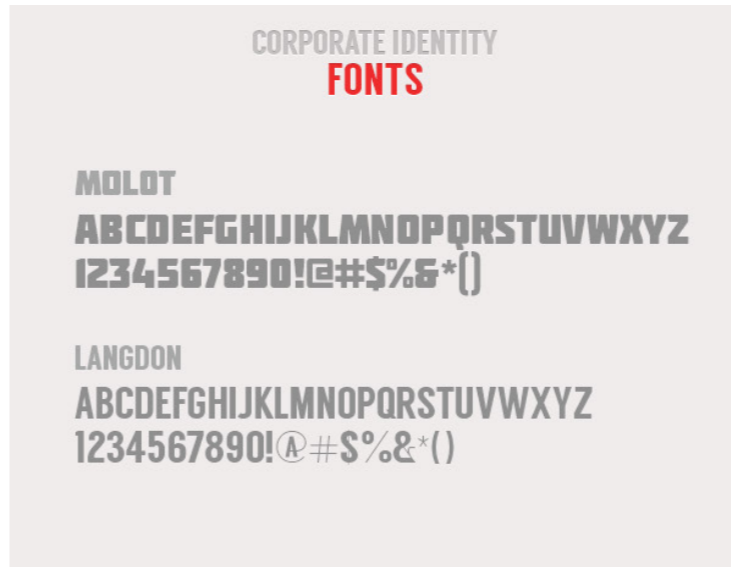 CORPORATE IDENTITY
FONTS
MOLOT
ABCDEFGHIJKLMNOPQRSTUVWXYZ
1234567890!@#$%&*()
LANGDON
ABCDEFGHIJKLMNOPQRSTUVWXYZ
1234567890!@#$%&*()